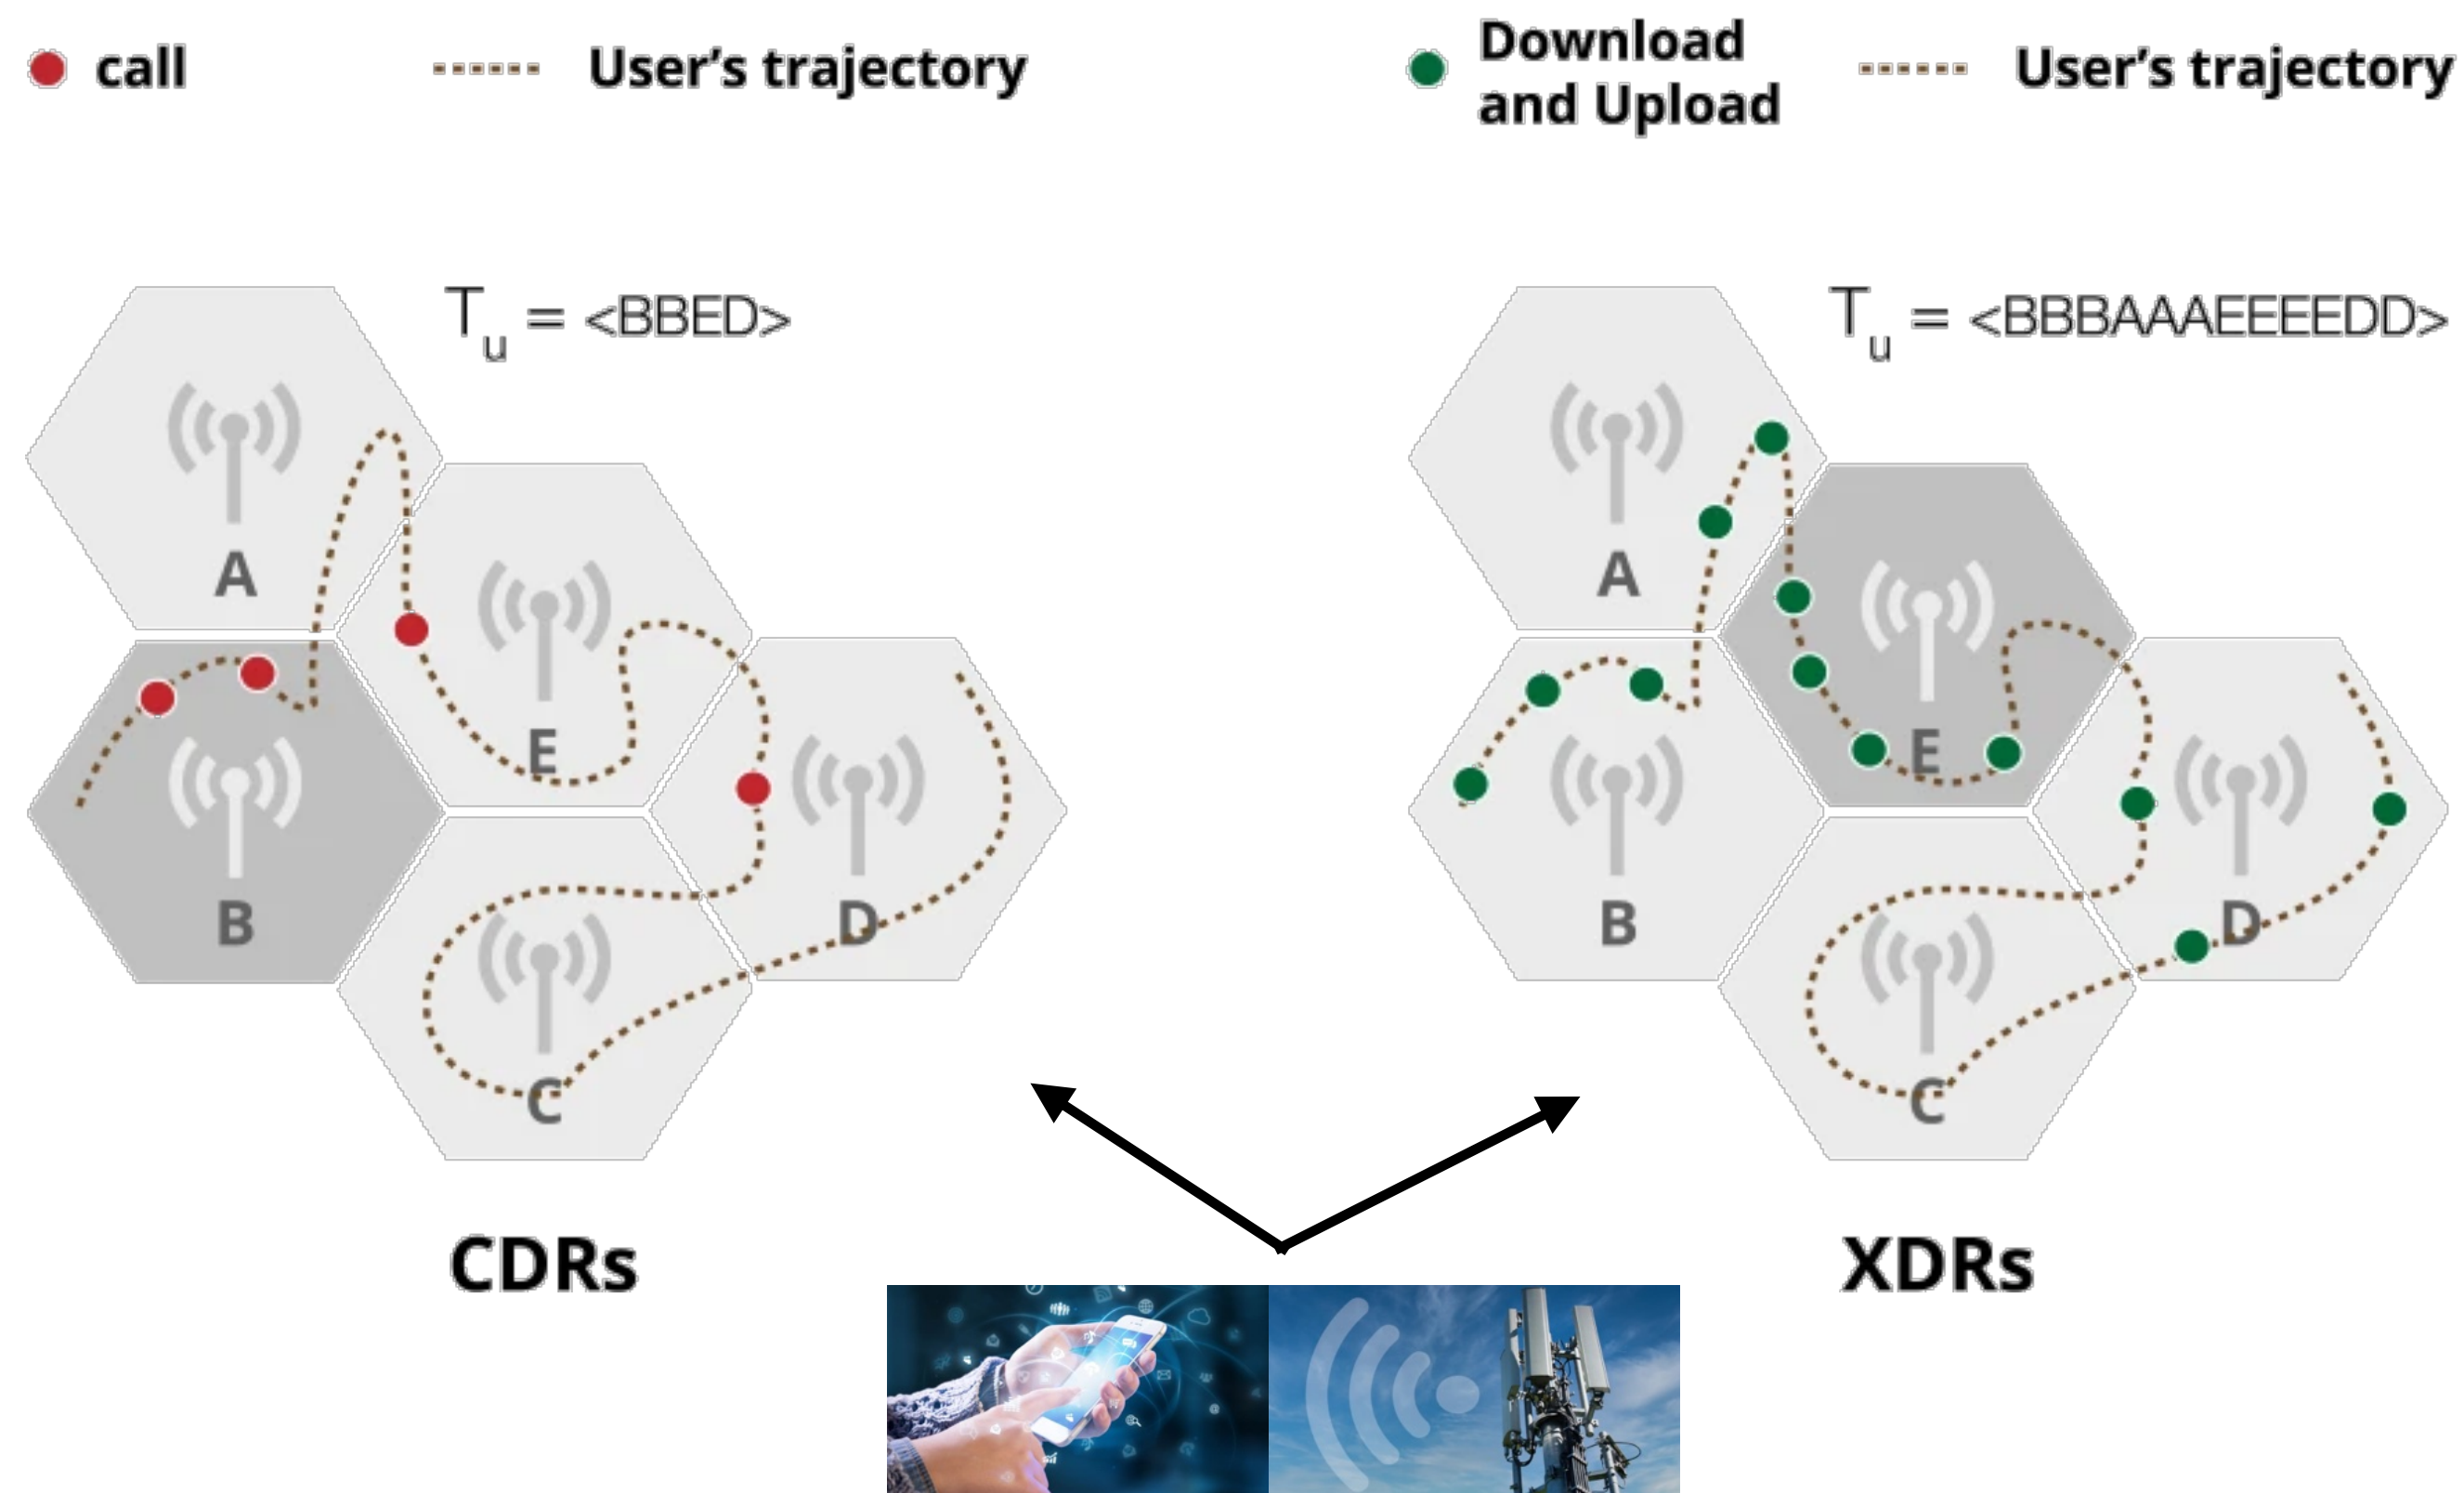 call
User's trajectory
Download
and Upload
User's trajectory
Tu = <BBED>
A
E
B
D
C
CDRs
Tu = <BBBAAAEEEEDD>
A
E
B
D
C
XDRs